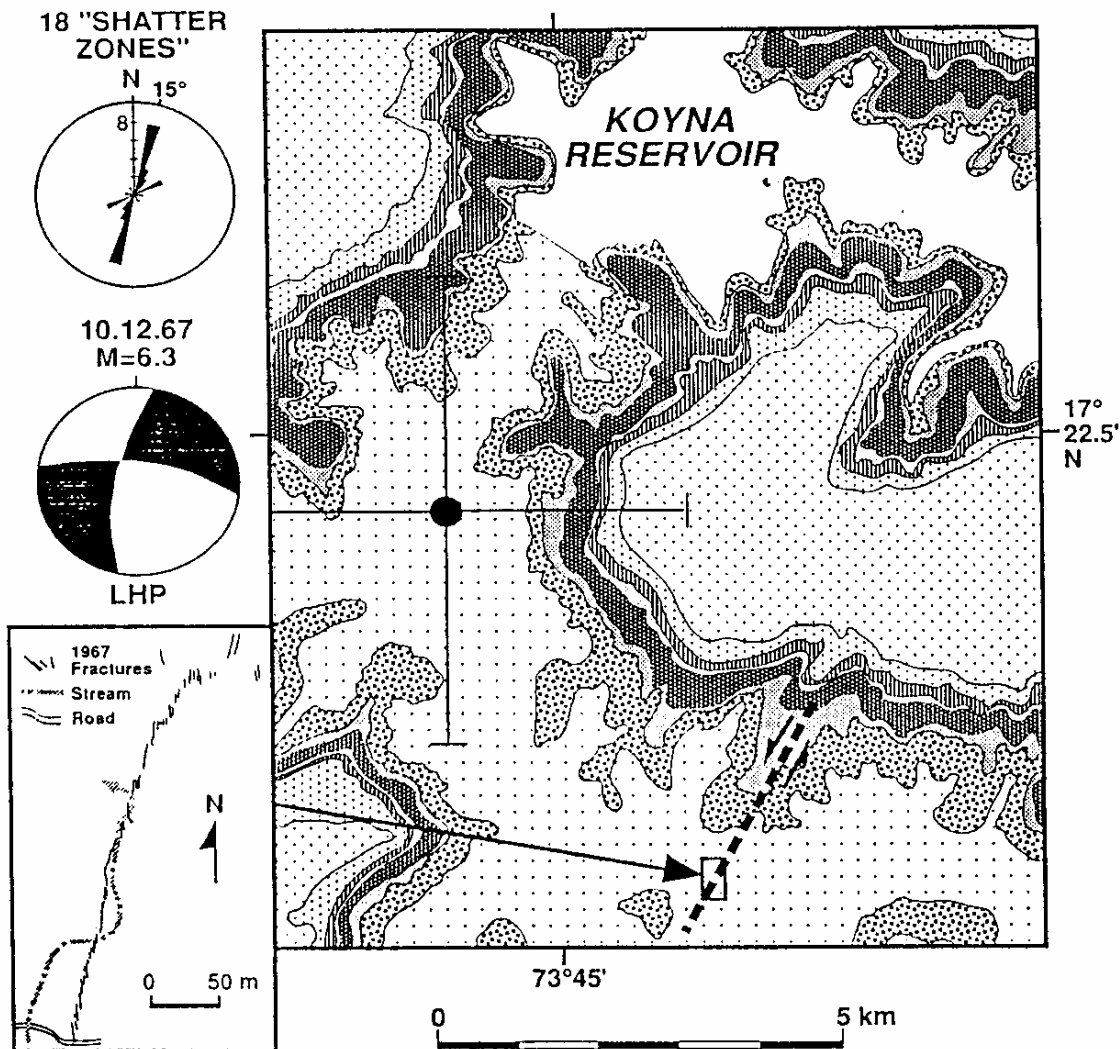 18 "SHATTER
ZONES"
N
15°
8
KOYNA
RESERVOIR
10.12.67
M=6.3
LHP
17°
22.5'
N
1967
Fractures
Stream
Road
N
0 50 m
73°45'
0 5 km